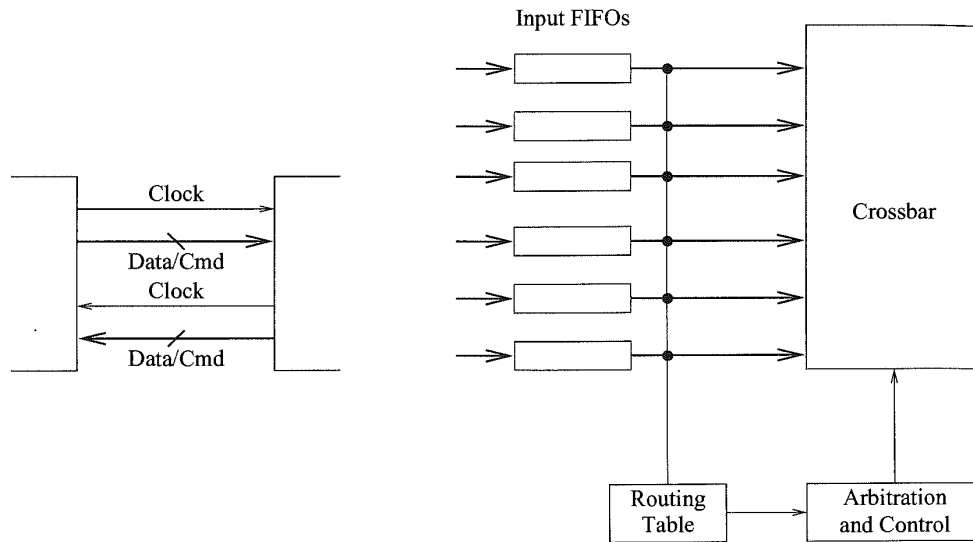 Input FIFOs
Clock
Data/Cmd
Clock
Data/Cmd
Crossbar
Routing
Table
Arbitration
and Control